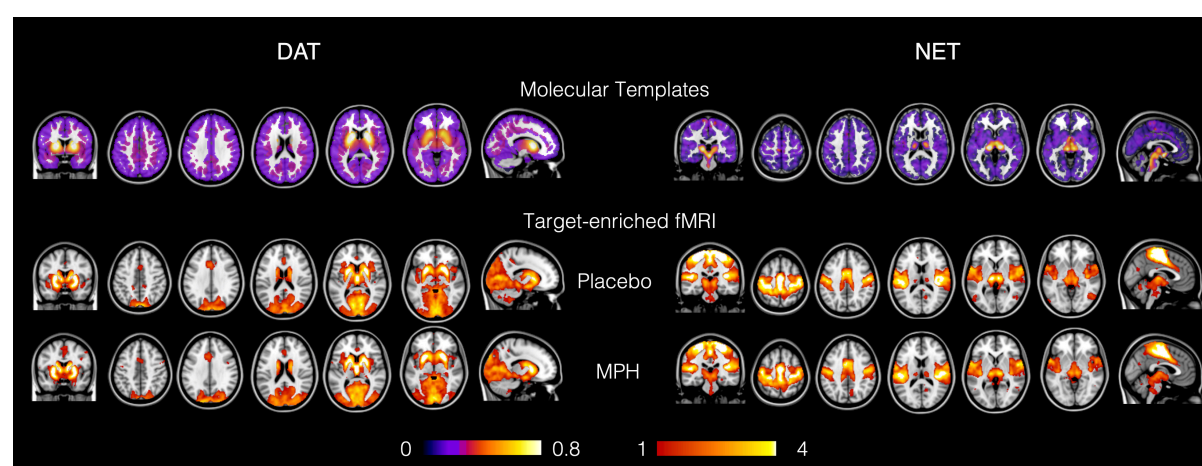 DAT NET
Molecular Templates
Target-enriched fMRI
Placebo
MPH
0 0.8 1 4